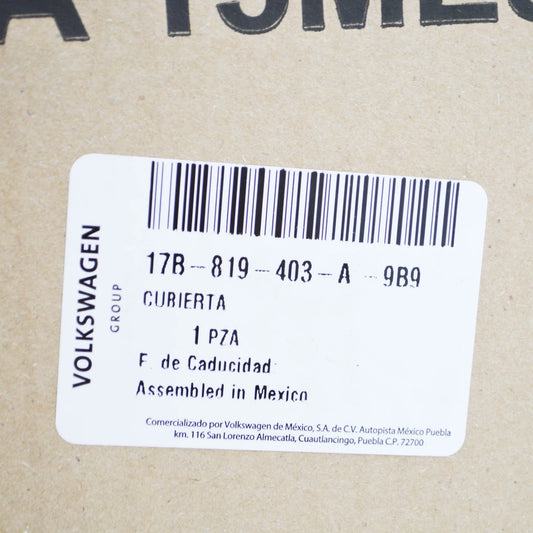 VOLKSWAGEN
GROUP
17B-819-403-A -9B9
CUBIERTA
1 PZA
F. de Caducidad:
Assembled in Mexico
Comercializado por Volkswagen de México, S.A. de C.V. Autopista México Puebla
km. 116 San Lorenzo Almecatla, Cuautlancingo, Puebla C.P. 72700